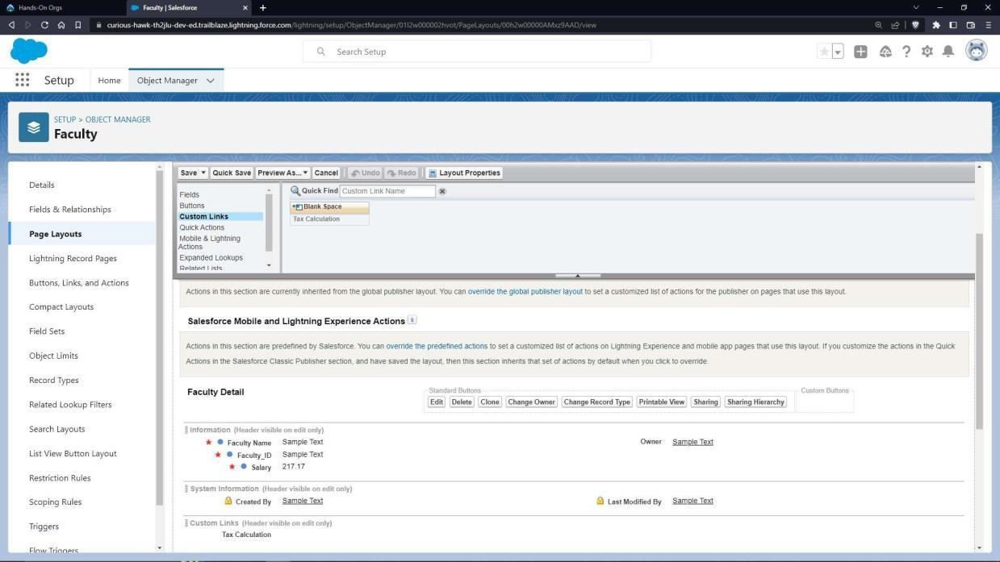 Hands-On Orgs
Faculty | Salesforce
curious-hawk-th2jlu-dev-ed.trailblaze.lightning.force.com/lightning/setup/ObjectManager/01I2w000002hvot/PageLayouts/00h2w00000AMxz9AAD/view
Search Setup
Setup
Home
Object Manager
SETUP > OBJECT MANAGER
Faculty
Details
Fields & Relationships
Page Layouts
Lightning Record Pages
Buttons, Links, and Actions
Compact Layouts
Field Sets
Object Limits
Record Types
Related Lookup Filters
Search Layouts
List View Button Layout
Restriction Rules
Scoping Rules
Triggers
Flow Triggers
Save Quick Save Preview As... Cancel Undo Redo Layout Properties
Fields
Buttons
Custom Links
Quick Actions
Mobile & Lightning
Actions
Expanded Lookups
Related Lists
Quick Find Custom Link Name
Blank Space
Tax Calculation
Actions in this section are currently inherited from the global publisher layout. You can override the global publisher layout to set a customized list of actions for the publisher on pages that use this layout.
Salesforce Mobile and Lightning Experience Actions
Actions in this section are predefined by Salesforce. You can override the predefined actions to set a customized list of actions on Lightning Experience and mobile app pages that use this layout. If you customize the actions in the Quick
Actions in the Salesforce Classic Publisher section, and have saved the layout, then this section inherits that set of actions by default when you click to override.
Faculty Detail
Standard Buttons
Edit Delete Clone Change Owner Change Record Type Printable View Sharing Sharing Hierarchy
Custom Buttons
Information (Header visible on edit only)
* Faculty Name Sample Text
Owner Sample Text
* Faculty_ID Sample Text
* Salary 217.17
System Information (Header visible on edit only)
Created By Sample Text
Last Modified By Sample Text
Custom Links (Header visible on edit only)
Tax Calculation